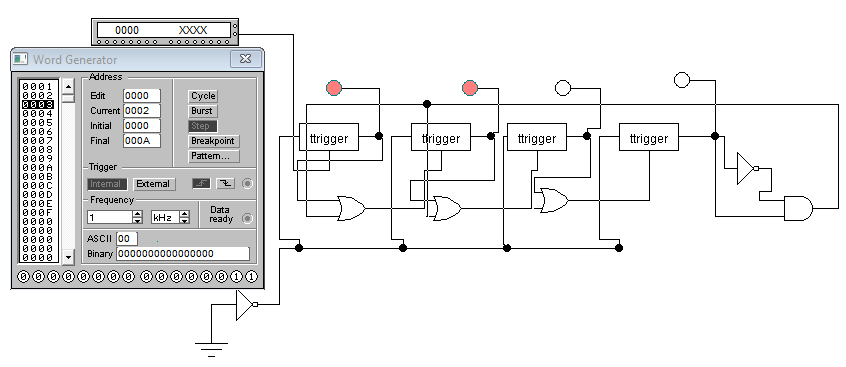 0000 XXXX
Word Generator
Address
0001
0002
0003
0004
0005
0006
0007
0008
0009
000A
000B
000C
000D
000E
000F
0000
0000
0000
0000
Edit 0000
Current 0002
Initial 0000
Final 000A
Cycle
Burst
Step
Breakpoint
Pattern...
Trigger
Internal External
Frequency
1 kHz
Data
ready
ASCII 00
Binary 0000000000000000
0 0 0 0 0 0 0 0 0 0 0 0 0 0 1 1
ttrigger ttrigger ttrigger ttrigger